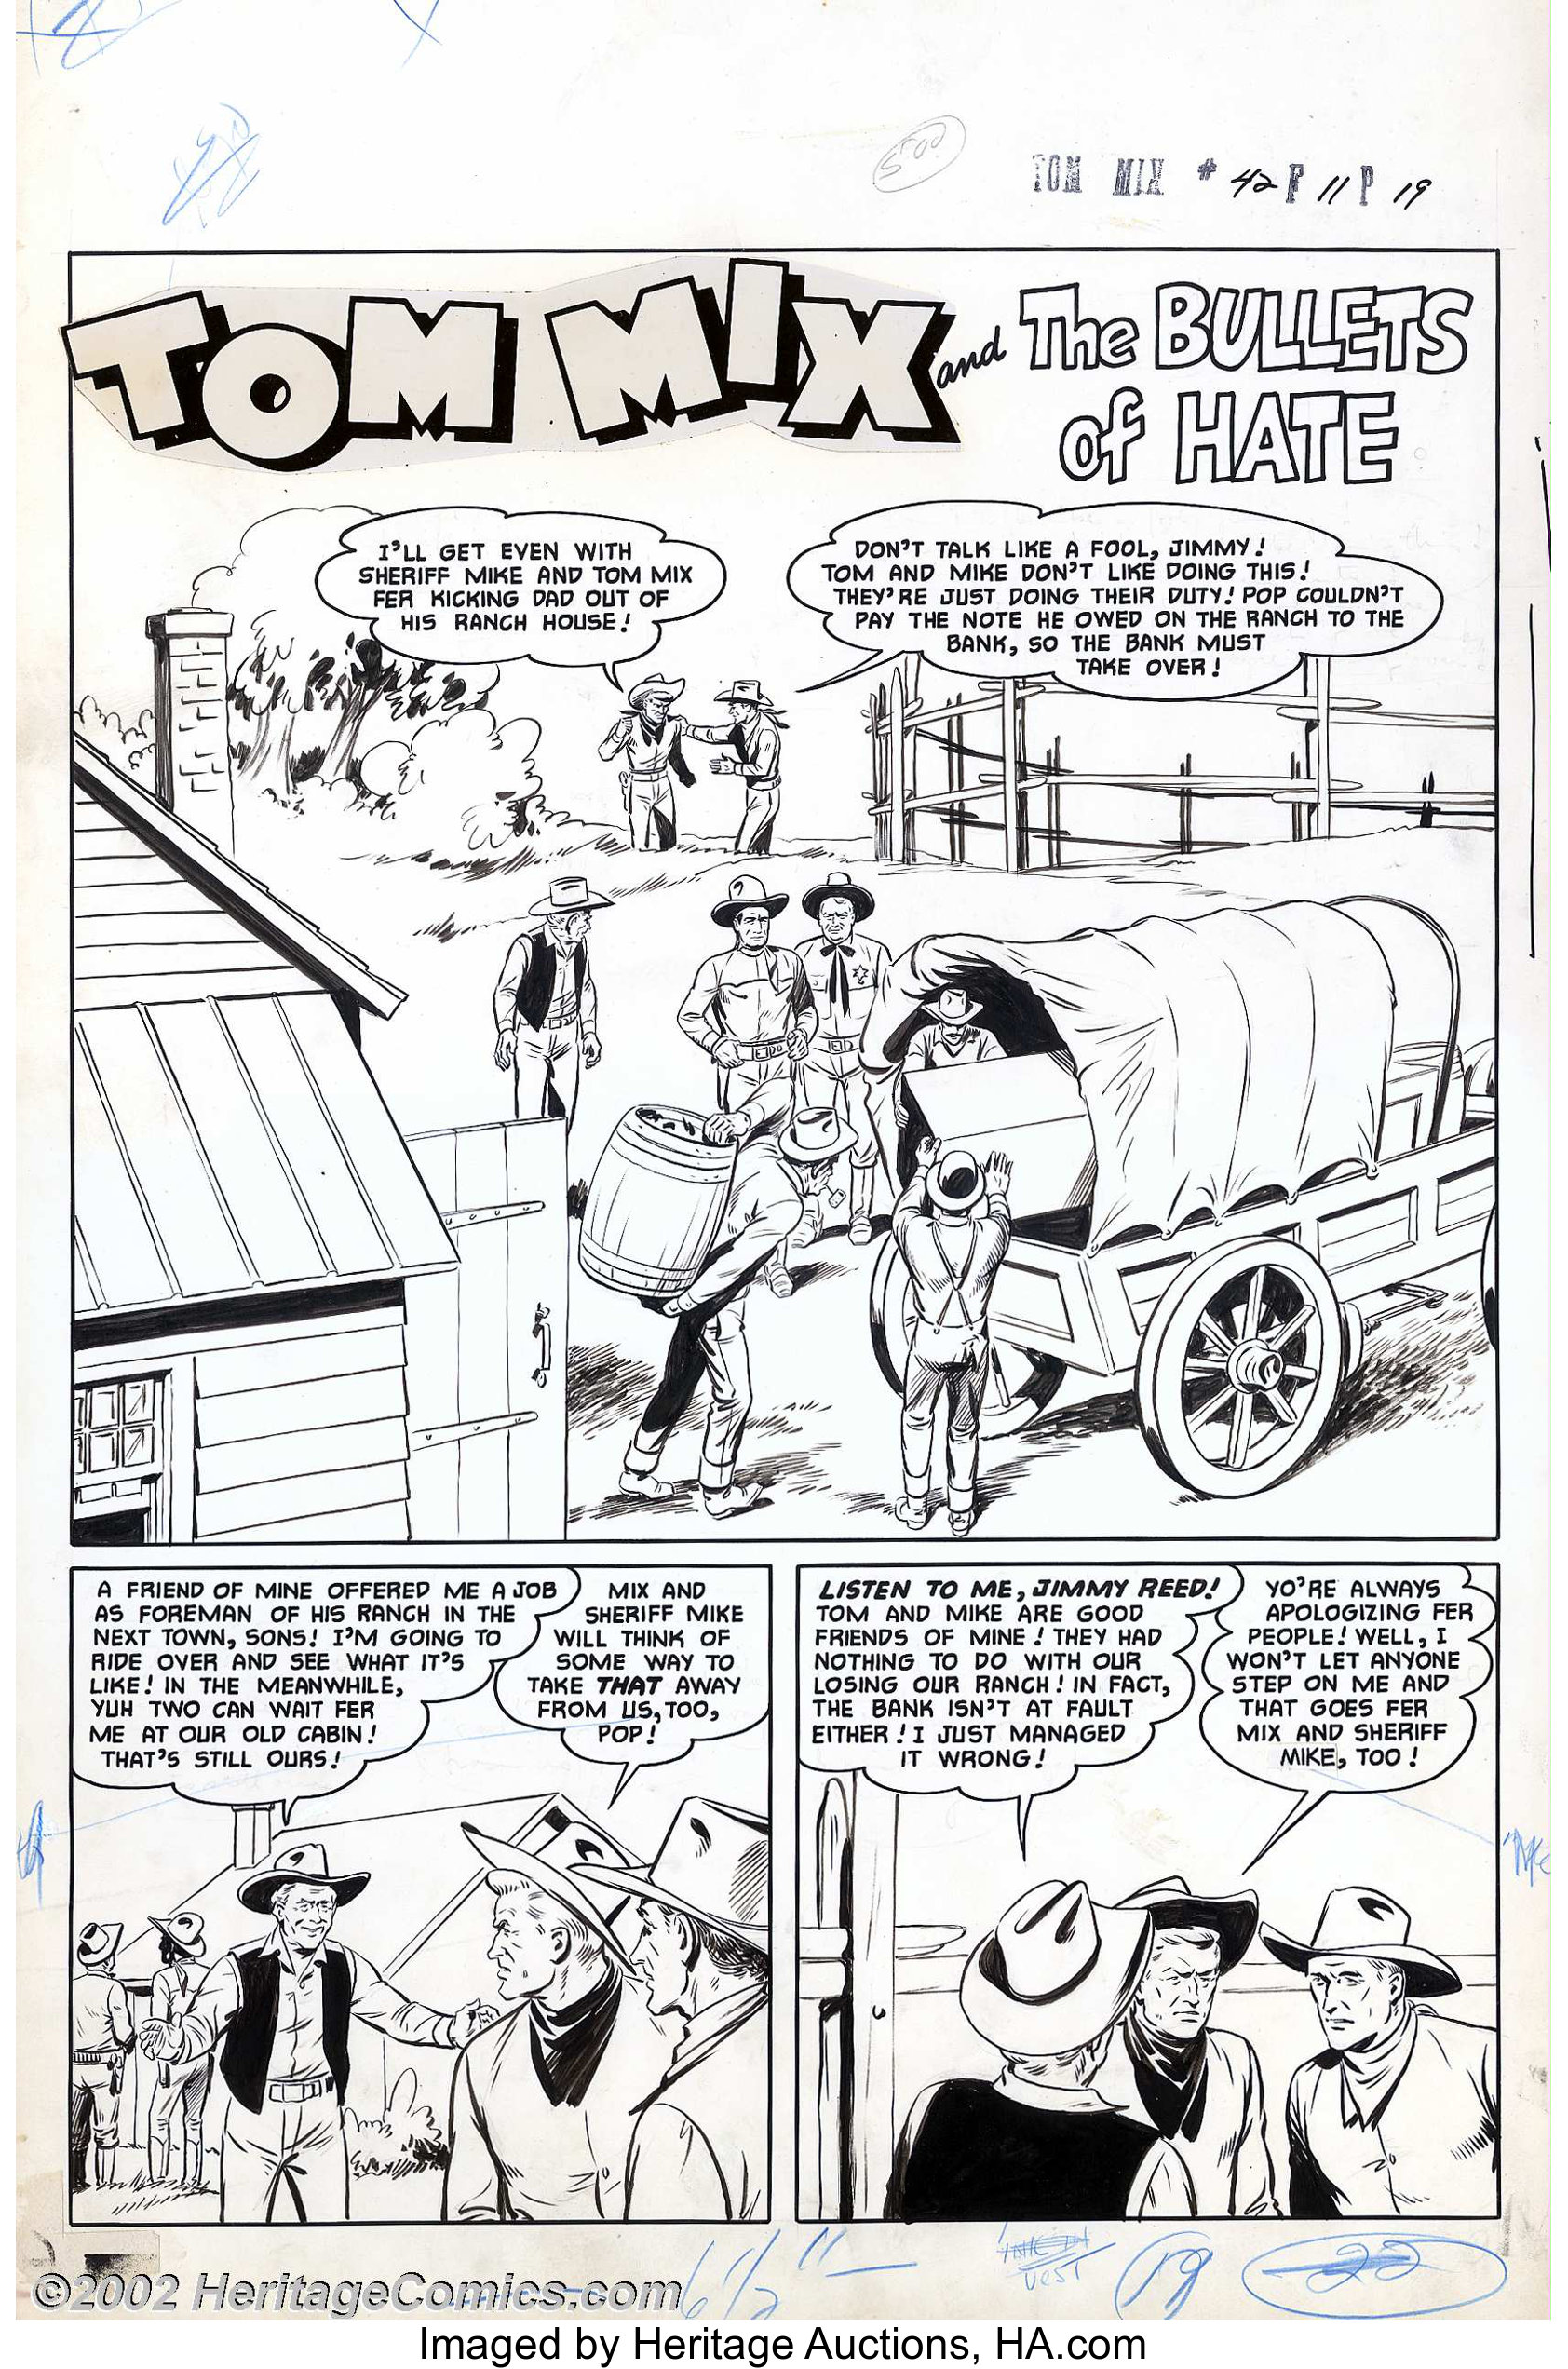 TOM MIX # 42 F 11 P 19
TOM MIX and The BULLETS
of HATE
I'LL GET EVEN WITH
SHERIFF MIKE AND TOM MIX
FER KICKING DAD OUT OF
HIS RANCH HOUSE!
DON'T TALK LIKE A FOOL, JIMMY!
TOM AND MIKE DON'T LIKE DOING THIS!
THEY'RE JUST DOING THEIR DUTY! POP COULDN'T
PAY THE NOTE HE OWED ON THE RANCH TO THE
BANK, SO THE BANK MUST
TAKE OVER!
A FRIEND OF MINE OFFERED ME A JOB
AS FOREMAN OF HIS RANCH IN THE
NEXT TOWN, SONS! I'M GOING TO
RIDE OVER AND SEE WHAT IT'S
LIKE! IN THE MEANWHILE,
YUH TWO CAN WAIT FER
ME AT OUR OLD CABIN!
THAT'S STILL OURS!
MIX AND
SHERIFF MIKE
WILL THINK OF
SOME WAY TO
TAKE THAT AWAY
FROM US, TOO,
POP!
LISTEN TO ME, JIMMY REED!
TOM AND MIKE ARE GOOD
FRIENDS OF MINE! THEY HAD
NOTHING TO DO WITH OUR
LOSING OUR RANCH! IN FACT,
THE BANK ISN'T AT FAULT
EITHER! I JUST MANAGED
IT WRONG!
YO'RE ALWAYS
APOLOGIZING FER
PEOPLE! WELL, I
WON'T LET ANYONE
STEP ON ME AND
THAT GOES FER
MIX AND SHERIFF
MIKE, TOO!
6 1/2"
19
22
©2002 HeritageComics.com
Imaged by Heritage Auctions, HA.com